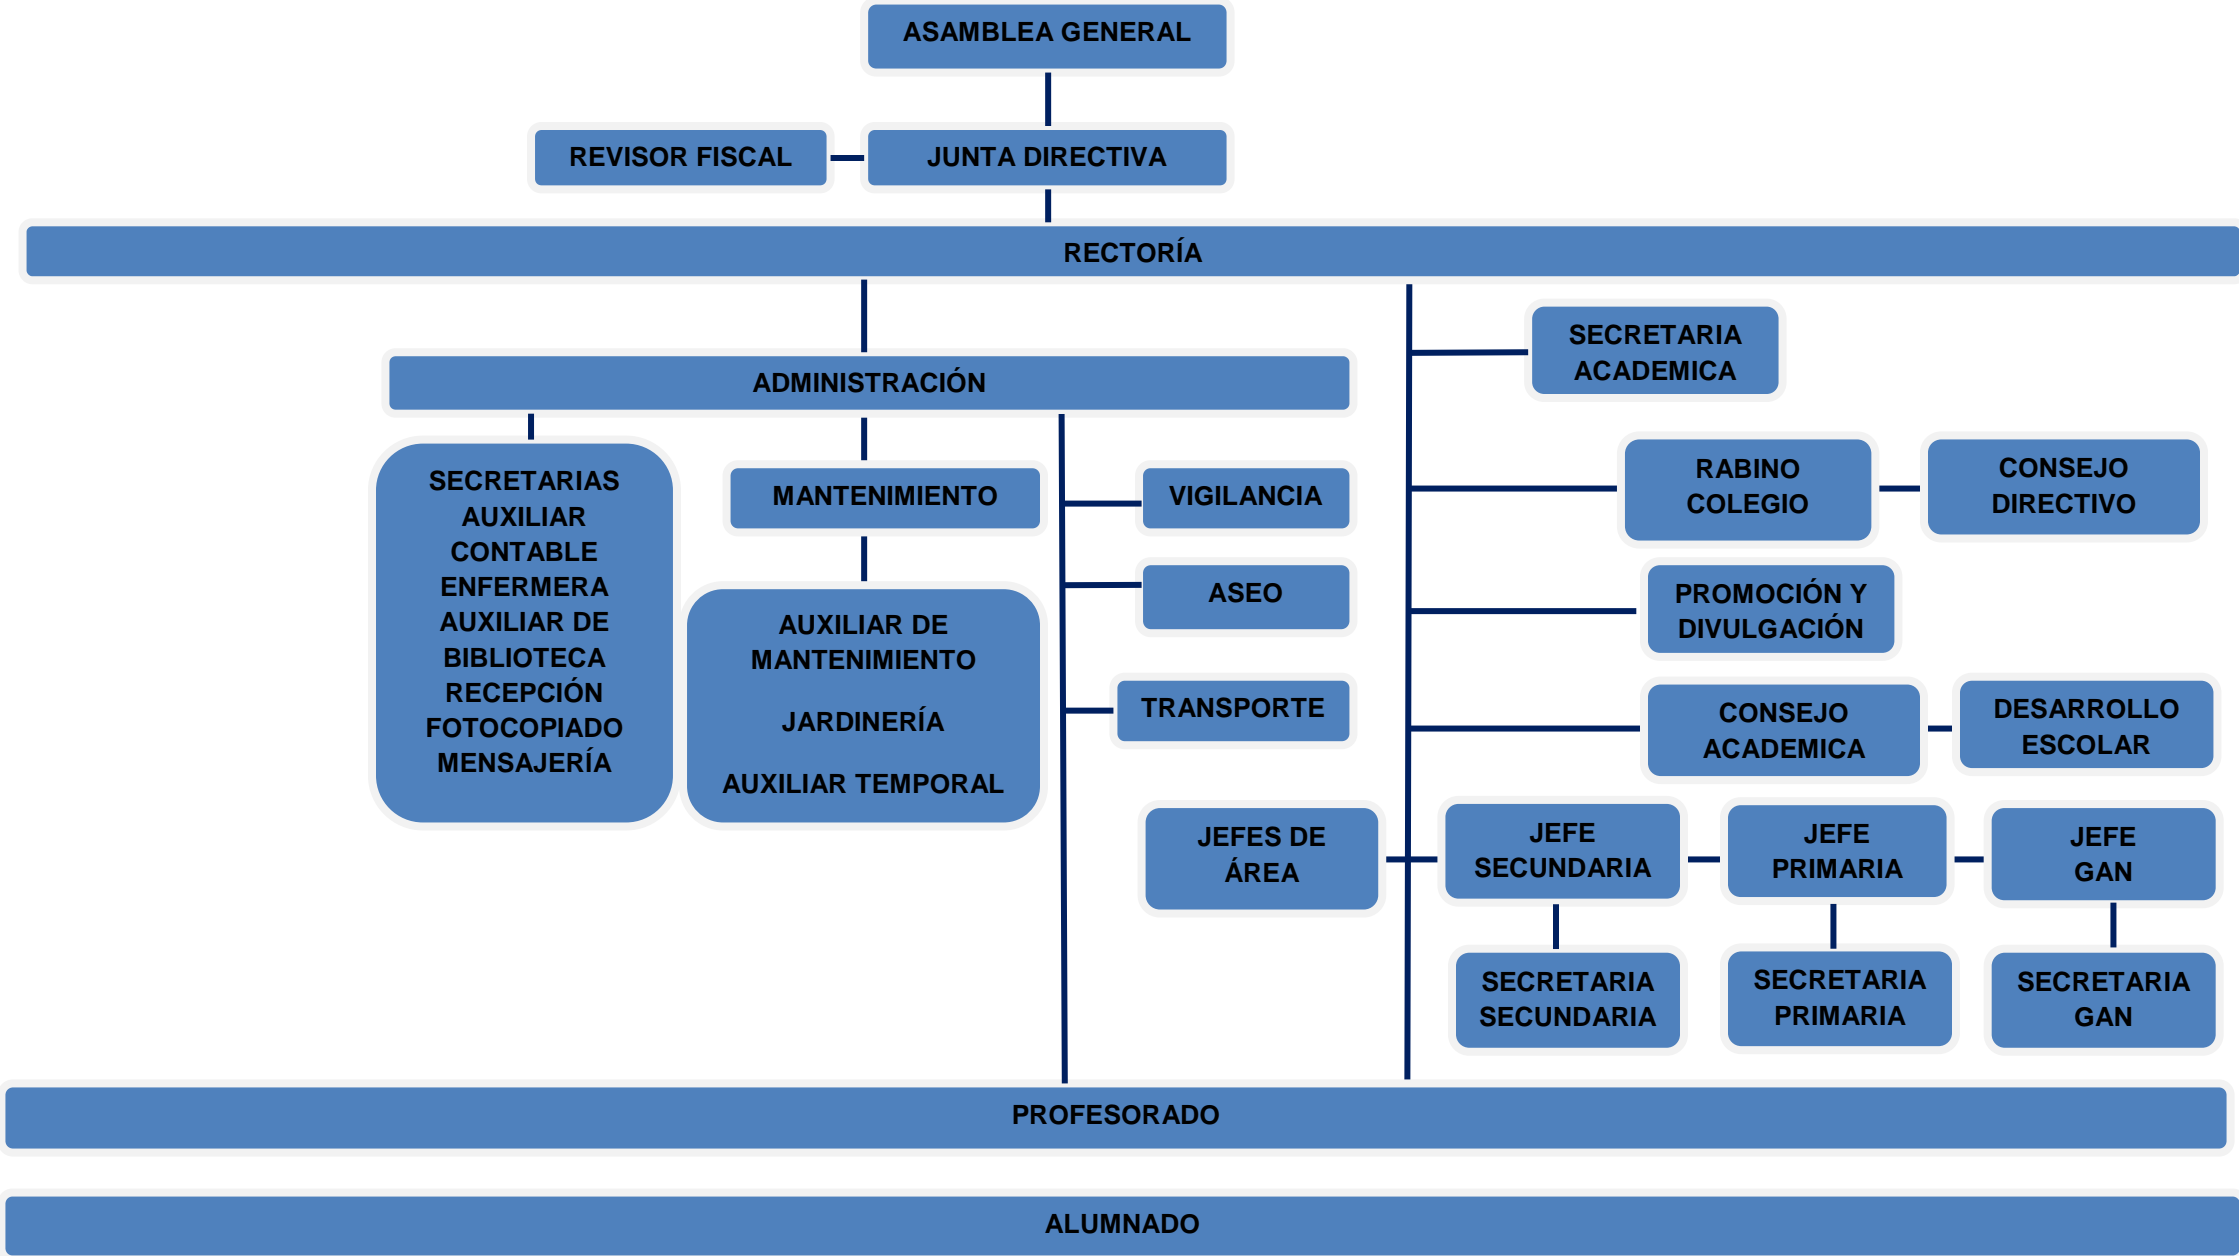 ASAMBLEA GENERAL
REVISOR FISCAL
JUNTA DIRECTIVA
RECTORÍA
ADMINISTRACIÓN
SECRETARIAS
AUXILIAR
CONTABLE
ENFERMERA
AUXILIAR DE
BIBLIOTECA
RECEPCIÓN
FOTOCOPIADO
MENSAJERÍA
MANTENIMIENTO
AUXILIAR DE
MANTENIMIENTO
JARDINERÍA
AUXILIAR TEMPORAL
VIGILANCIA
ASEO
TRANSPORTE
SECRETARIA
ACADEMICA
RABINO
COLEGIO
CONSEJO
DIRECTIVO
PROMOCIÓN Y
DIVULGACIÓN
CONSEJO
ACADEMICA
DESARROLLO
ESCOLAR
JEFES DE
ÁREA
JEFE
SECUNDARIA
JEFE
PRIMARIA
JEFE
GAN
SECRETARIA
SECUNDARIA
SECRETARIA
PRIMARIA
SECRETARIA
GAN
PROFESORADO
ALUMNADO